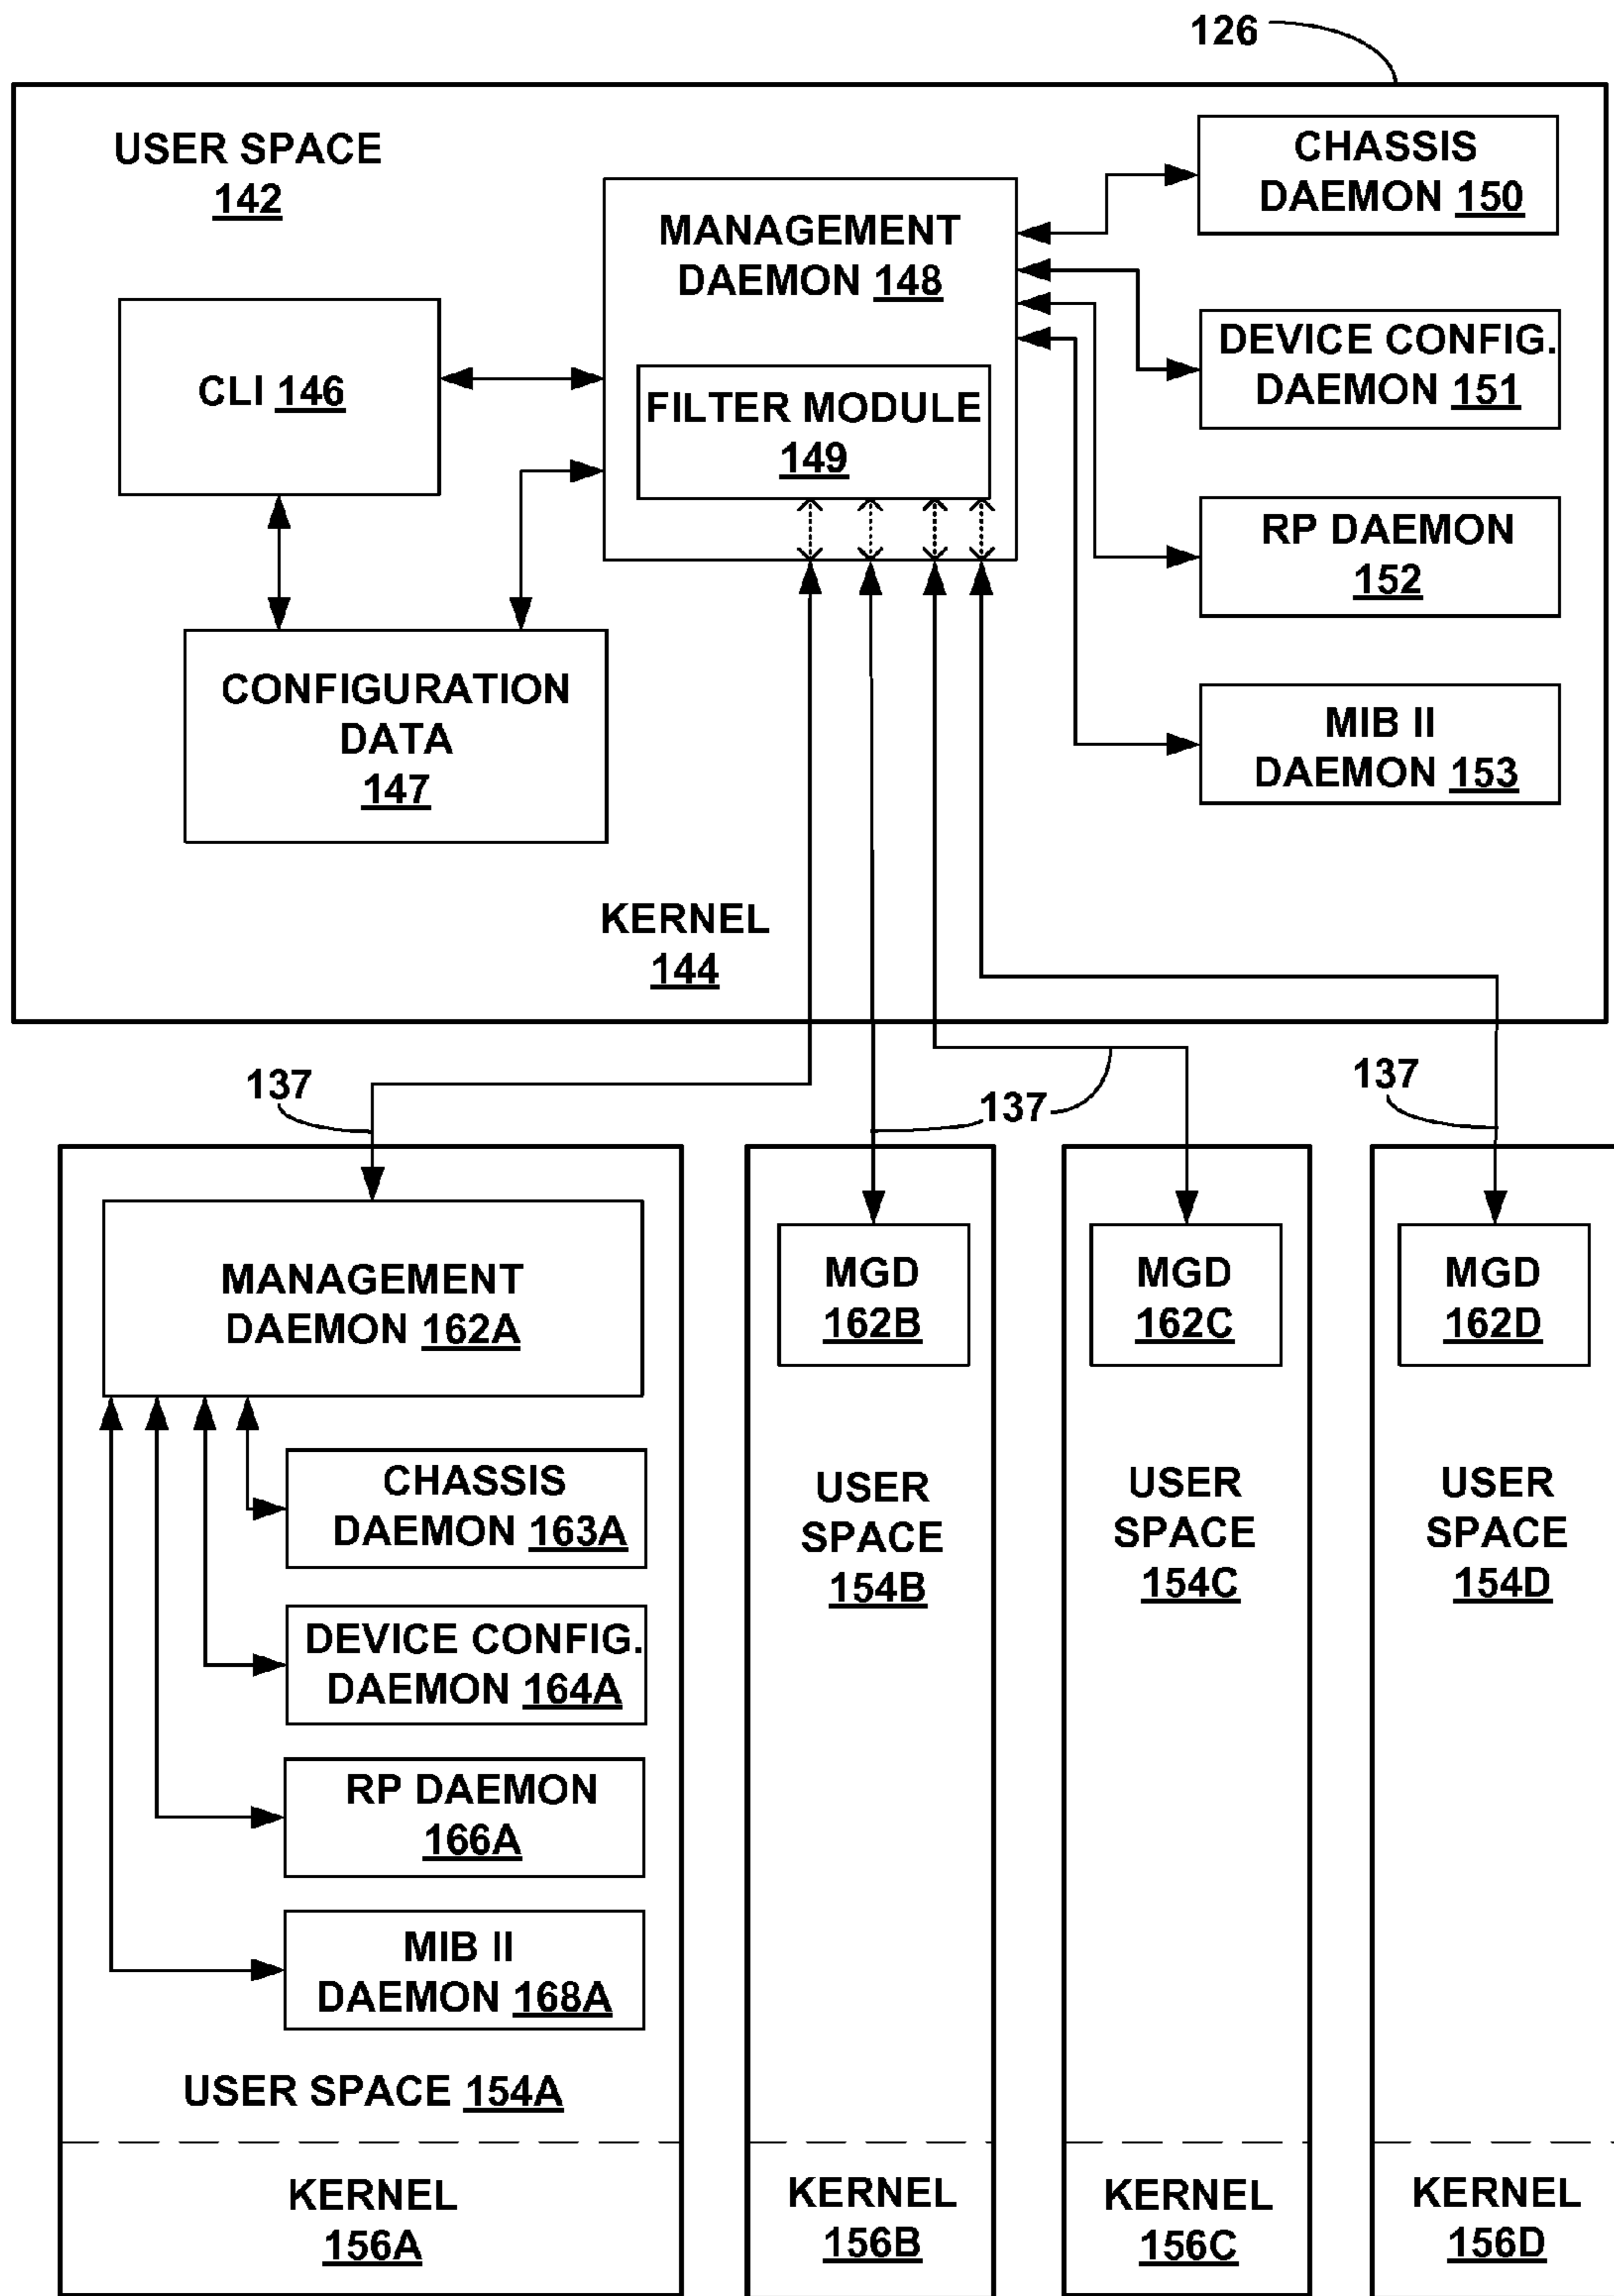 126
USER SPACE
142
MANAGEMENT
DAEMON 148
FILTER MODULE
149
CLI 146
CONFIGURATION
DATA
147
CHASSIS
DAEMON 150
DEVICE CONFIG.
DAEMON 151
RP DAEMON
152
MIB II
DAEMON 153
KERNEL
144
137
137
137
MANAGEMENT
DAEMON 162A
CHASSIS
DAEMON 163A
DEVICE CONFIG.
DAEMON 164A
RP DAEMON
166A
MIB II
DAEMON 168A
USER SPACE 154A
KERNEL
156A
MGD
162B
USER
SPACE
154B
KERNEL
156B
MGD
162C
USER
SPACE
154C
KERNEL
156C
MGD
162D
USER
SPACE
154D
KERNEL
156D